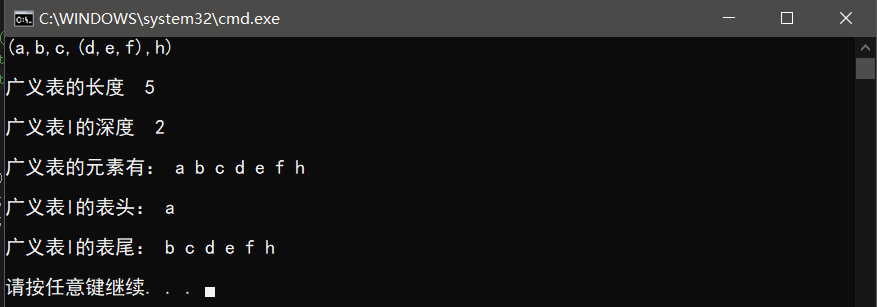 C:\WINDOWS\system32\cmd.exe
(a,b,c,(d,e,f),h)
广义表的长度  5
广义表l的深度  2
广义表的元素有： a b c d e f h
广义表l的表头： a
广义表l的表尾： b c d e f h
请按任意键继续. . .